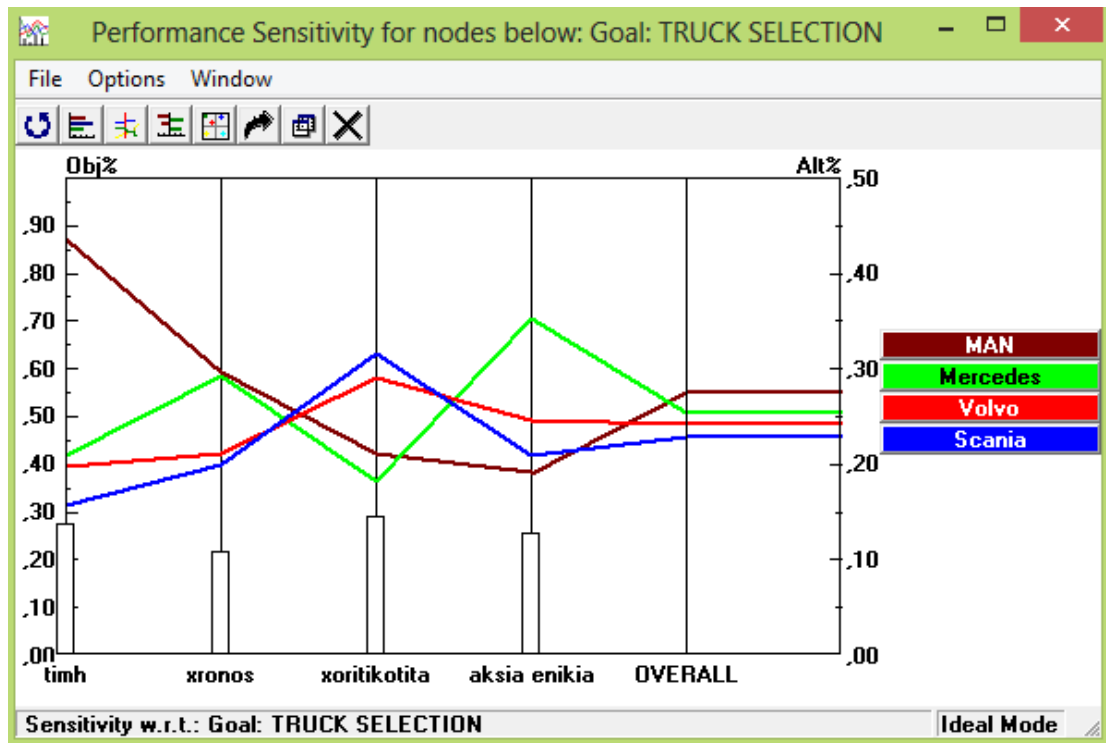 Performance Sensitivity for nodes below: Goal: TRUCK SELECTION
File Options Window
Obj% Alt%
,90
,80
,70
,60
,50
,40
,30
,20
,10
,00
,50
,40
,30
,20
,10
,00
MAN
Mercedes
Volvo
Scania
timh xronos xoritikotita aksia enikia OVERALL
Sensitivity w.r.t.: Goal: TRUCK SELECTION Ideal Mode